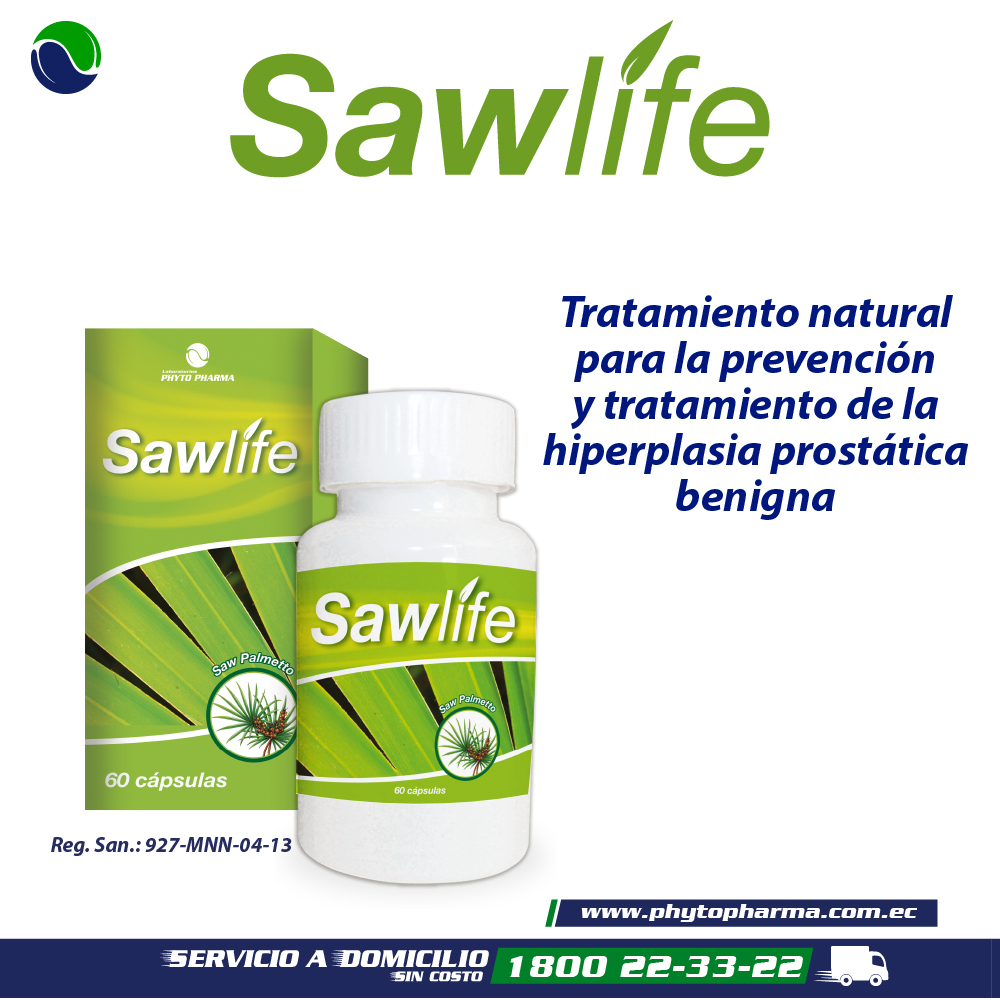 Sawlife
Tratamiento natural
para la prevención
y tratamiento de la
hiperplasia prostática
benigna
Laboratorios
PHYTO PHARMA
Sawlife
Saw Palmetto
60 cápsulas
Sawlife
Saw Palmetto
60 cápsulas
Reg. San.: 927-MNN-04-13
www.phytopharma.com.ec
SERVICIO A DOMICILIO
SIN COSTO
1800 22-33-22